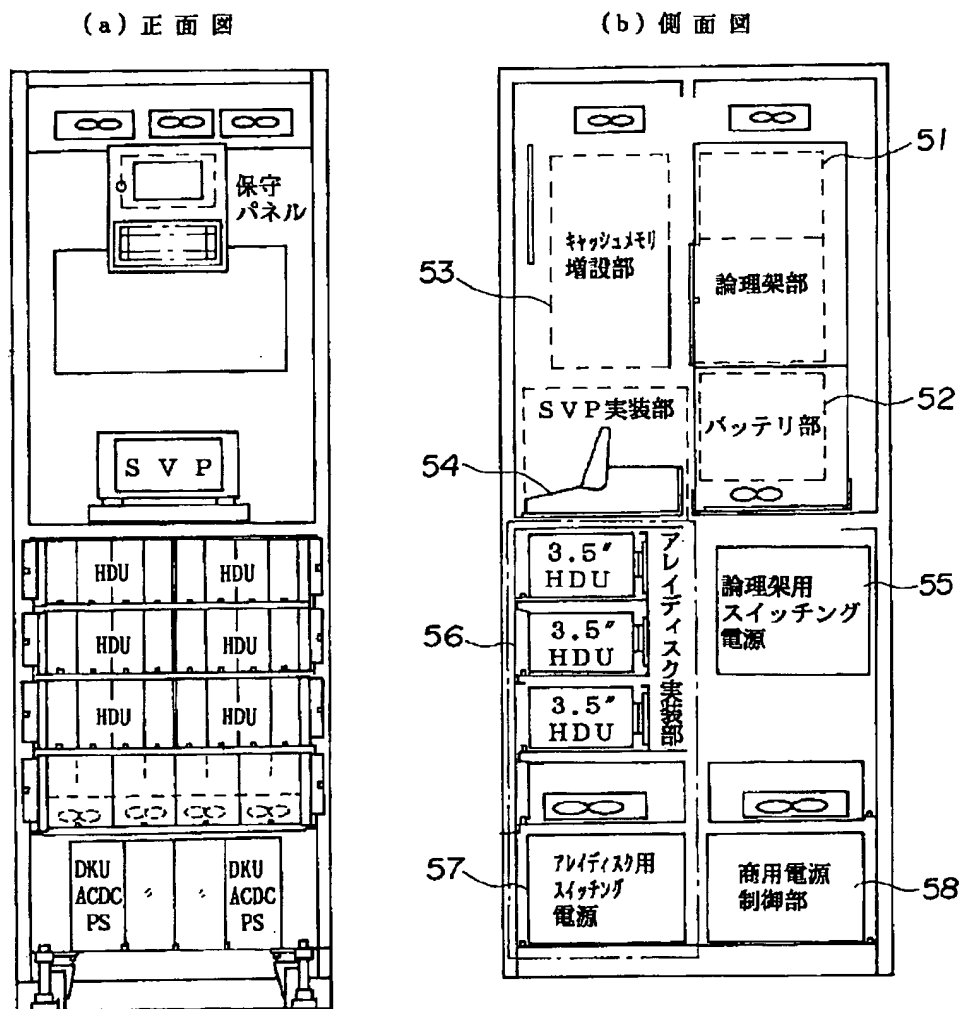 (a) 正面図
保守
パネル
SVP
HDU HDU
HDU HDU
HDU HDU
DKU
ACDC
PS
〃 〃
DKU
ACDC
PS
(b) 側面図
51
キャッシュメモリ
増設部
53
論理架部
SVP実装部
52
バッテリ部
54
3.5″
HDU
3.5″
HDU
3.5″
HDU
アレイディスク実装部
論理架用
スイッチング
電源
55
56
アレイディスク用
スイッチング
電源
57
商用電源
制御部
58